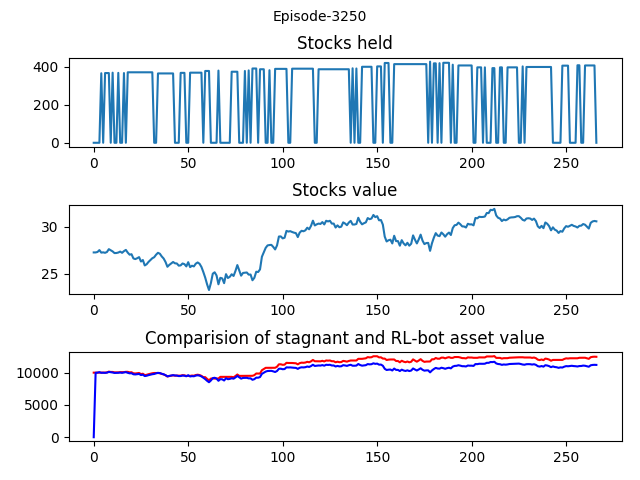 Episode-3250
Stocks held
400
200
0
0 50 100 150 200 250
Stocks value
30
25
0 50 100 150 200 250
Comparision of stagnant and RL-bot asset value
10000
5000
0
0 50 100 150 200 250